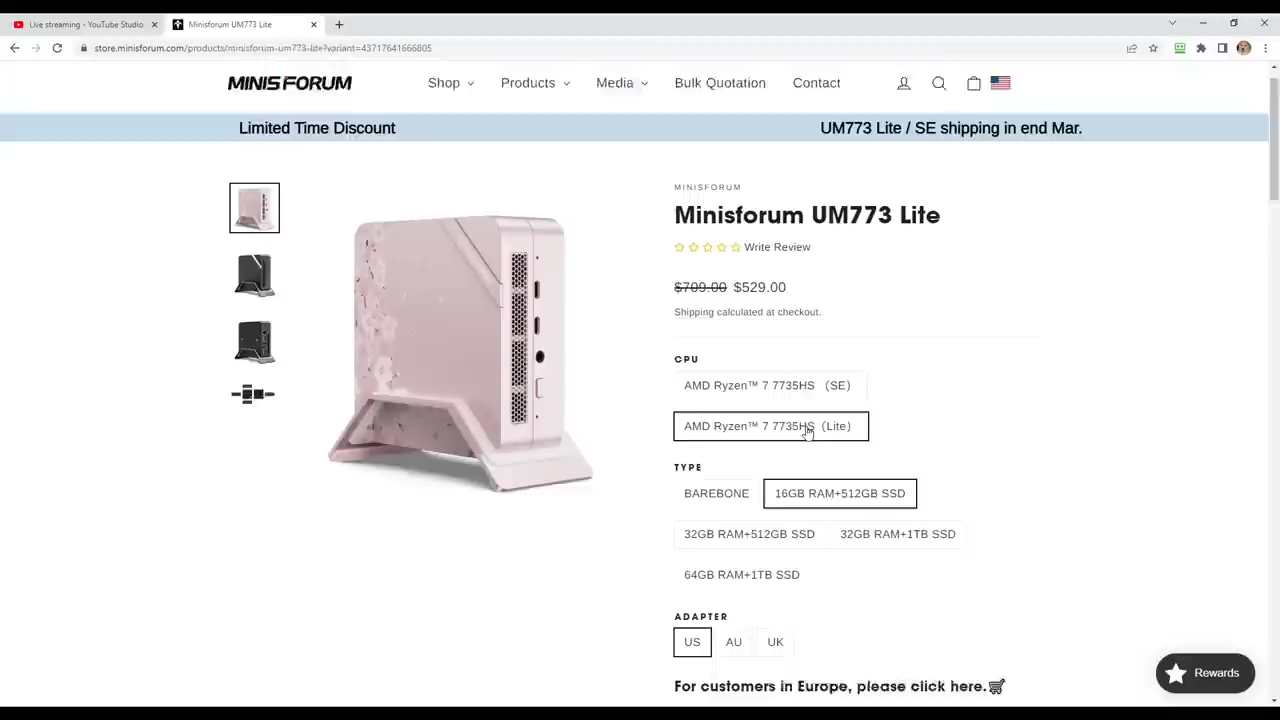 Live streaming - YouTube Studio
Minisforum UM773 Lite
store.minisforum.com/products/minisforum-um773-lite?variant=43717641666805
MINISFORUM
Shop Products Media Bulk Quotation Contact
Limited Time Discount UM773 Lite / SE shipping in end Mar.
MINISFORUM
Minisforum UM773 Lite
Write Review
$709.00 $529.00
Shipping calculated at checkout.
CPU
AMD Ryzen™ 7 7735HS （SE）
AMD Ryzen™ 7 7735HS（Lite）
TYPE
BAREBONE 16GB RAM+512GB SSD
32GB RAM+512GB SSD 32GB RAM+1TB SSD
64GB RAM+1TB SSD
ADAPTER
US AU UK
For customers in Europe, please click here.🛒
Rewards